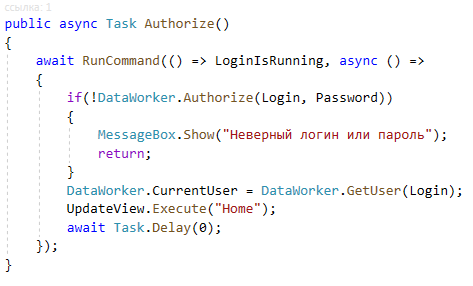 ссылка: 1
public async Task Authorize()
{
    await RunCommand(() => LoginIsRunning, async () =>
    {
        if(!DataWorker.Authorize(Login, Password))
        {
            MessageBox.Show("Неверный логин или пароль");
            return;
        }
        DataWorker.CurrentUser = DataWorker.GetUser(Login);
        UpdateView.Execute("Home");
        await Task.Delay(0);
    });
}